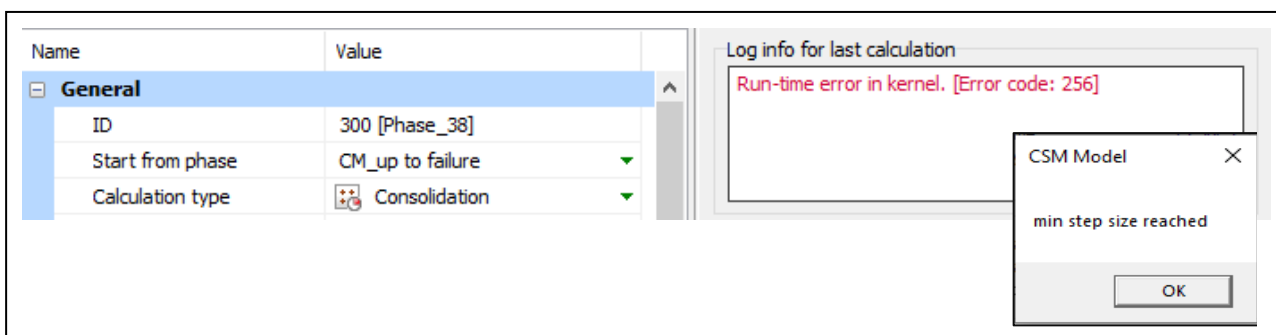 Name Value
General
ID 300 [Phase_38]
Start from phase CM_up to failure
Calculation type Consolidation
Log info for last calculation
Run-time error in kernel. [Error code: 256]
CSM Model
min step size reached
OK